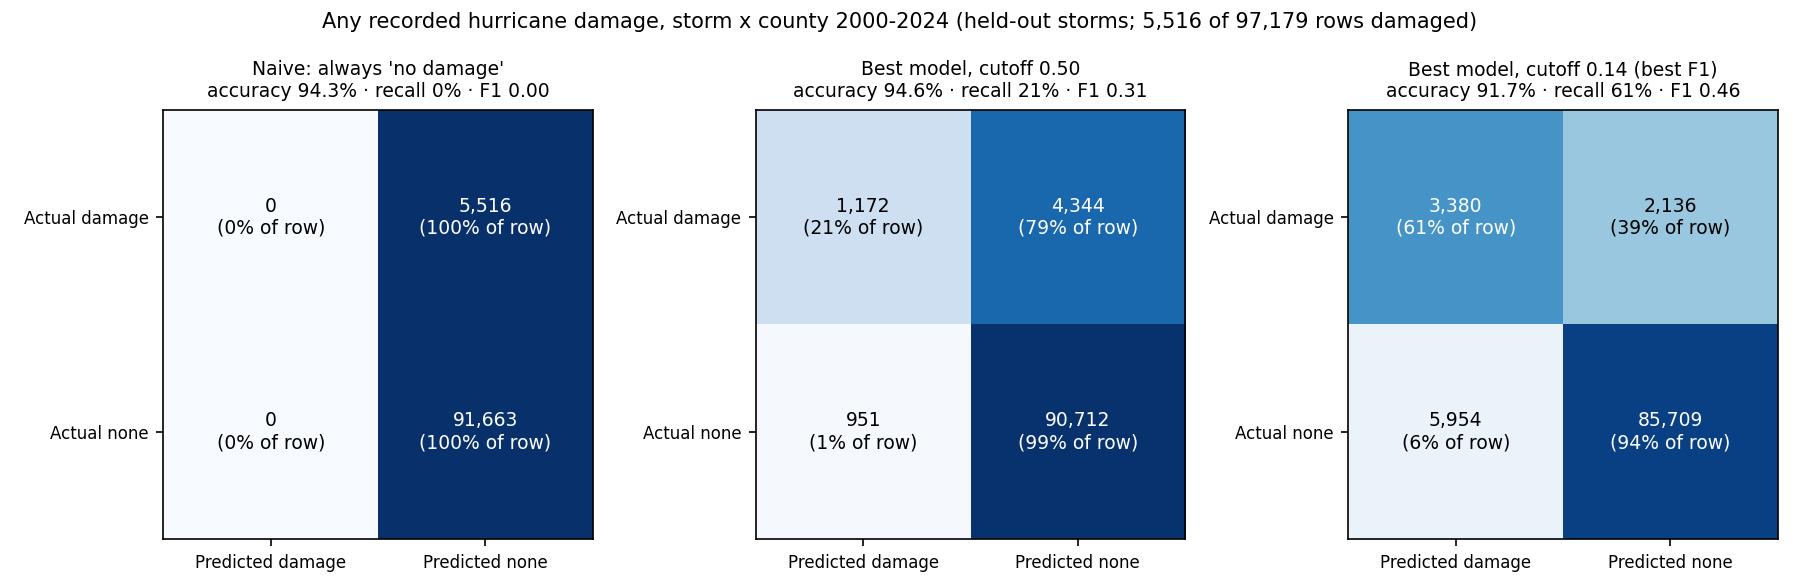 Any recorded hurricane damage, storm x county 2000-2024 (held-out storms; 5,516 of 97,179 rows damaged)
Naive: always 'no damage'
accuracy 94.3% · recall 0% · F1 0.00
Actual damage
0
(0% of row)
5,516
(100% of row)
Actual none
0
(0% of row)
91,663
(100% of row)
Predicted damage
Predicted none
Best model, cutoff 0.50
accuracy 94.6% · recall 21% · F1 0.31
Actual damage
1,172
(21% of row)
4,344
(79% of row)
Actual none
951
(1% of row)
90,712
(99% of row)
Predicted damage
Predicted none
Best model, cutoff 0.14 (best F1)
accuracy 91.7% · recall 61% · F1 0.46
Actual damage
3,380
(61% of row)
2,136
(39% of row)
Actual none
5,954
(6% of row)
85,709
(94% of row)
Predicted damage
Predicted none